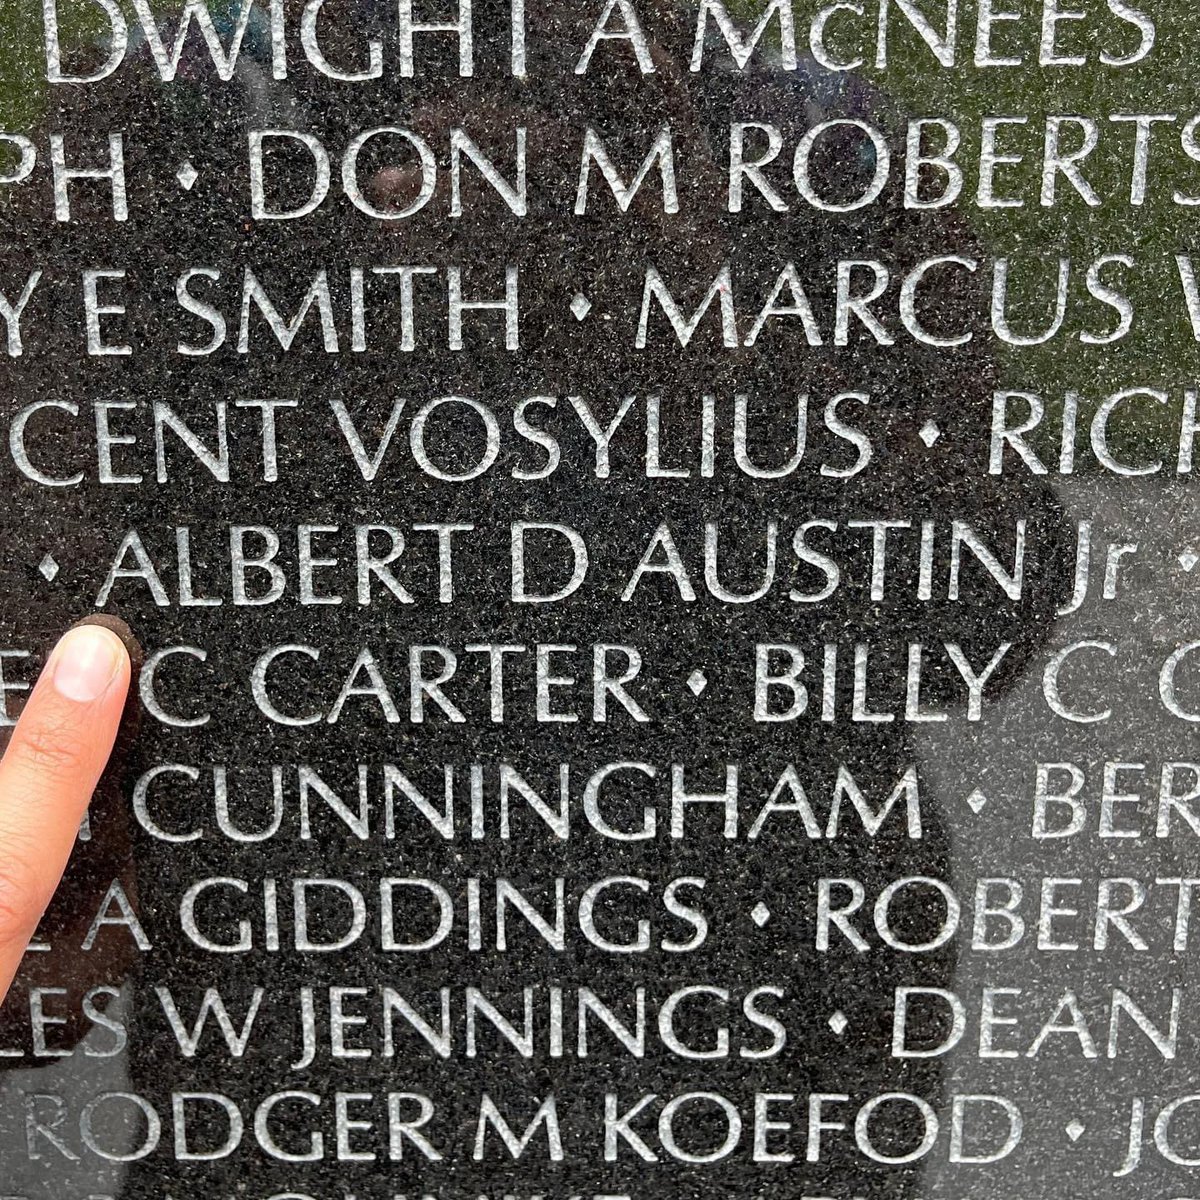 DWIGHT A McNEES
PH ⬧ DON M ROBERTS
Y E SMITH ⬧ MARCUS
CENT VOSYLIUS ⬧ RICH
⬧ ALBERT D AUSTIN Jr ⬧
E C CARTER ⬧ BILLY C
CUNNINGHAM ⬧ BER
A GIDDINGS ⬧ ROBERT
LES W JENNINGS ⬧ DEAN
RODGER M KOEFOD ⬧ JO